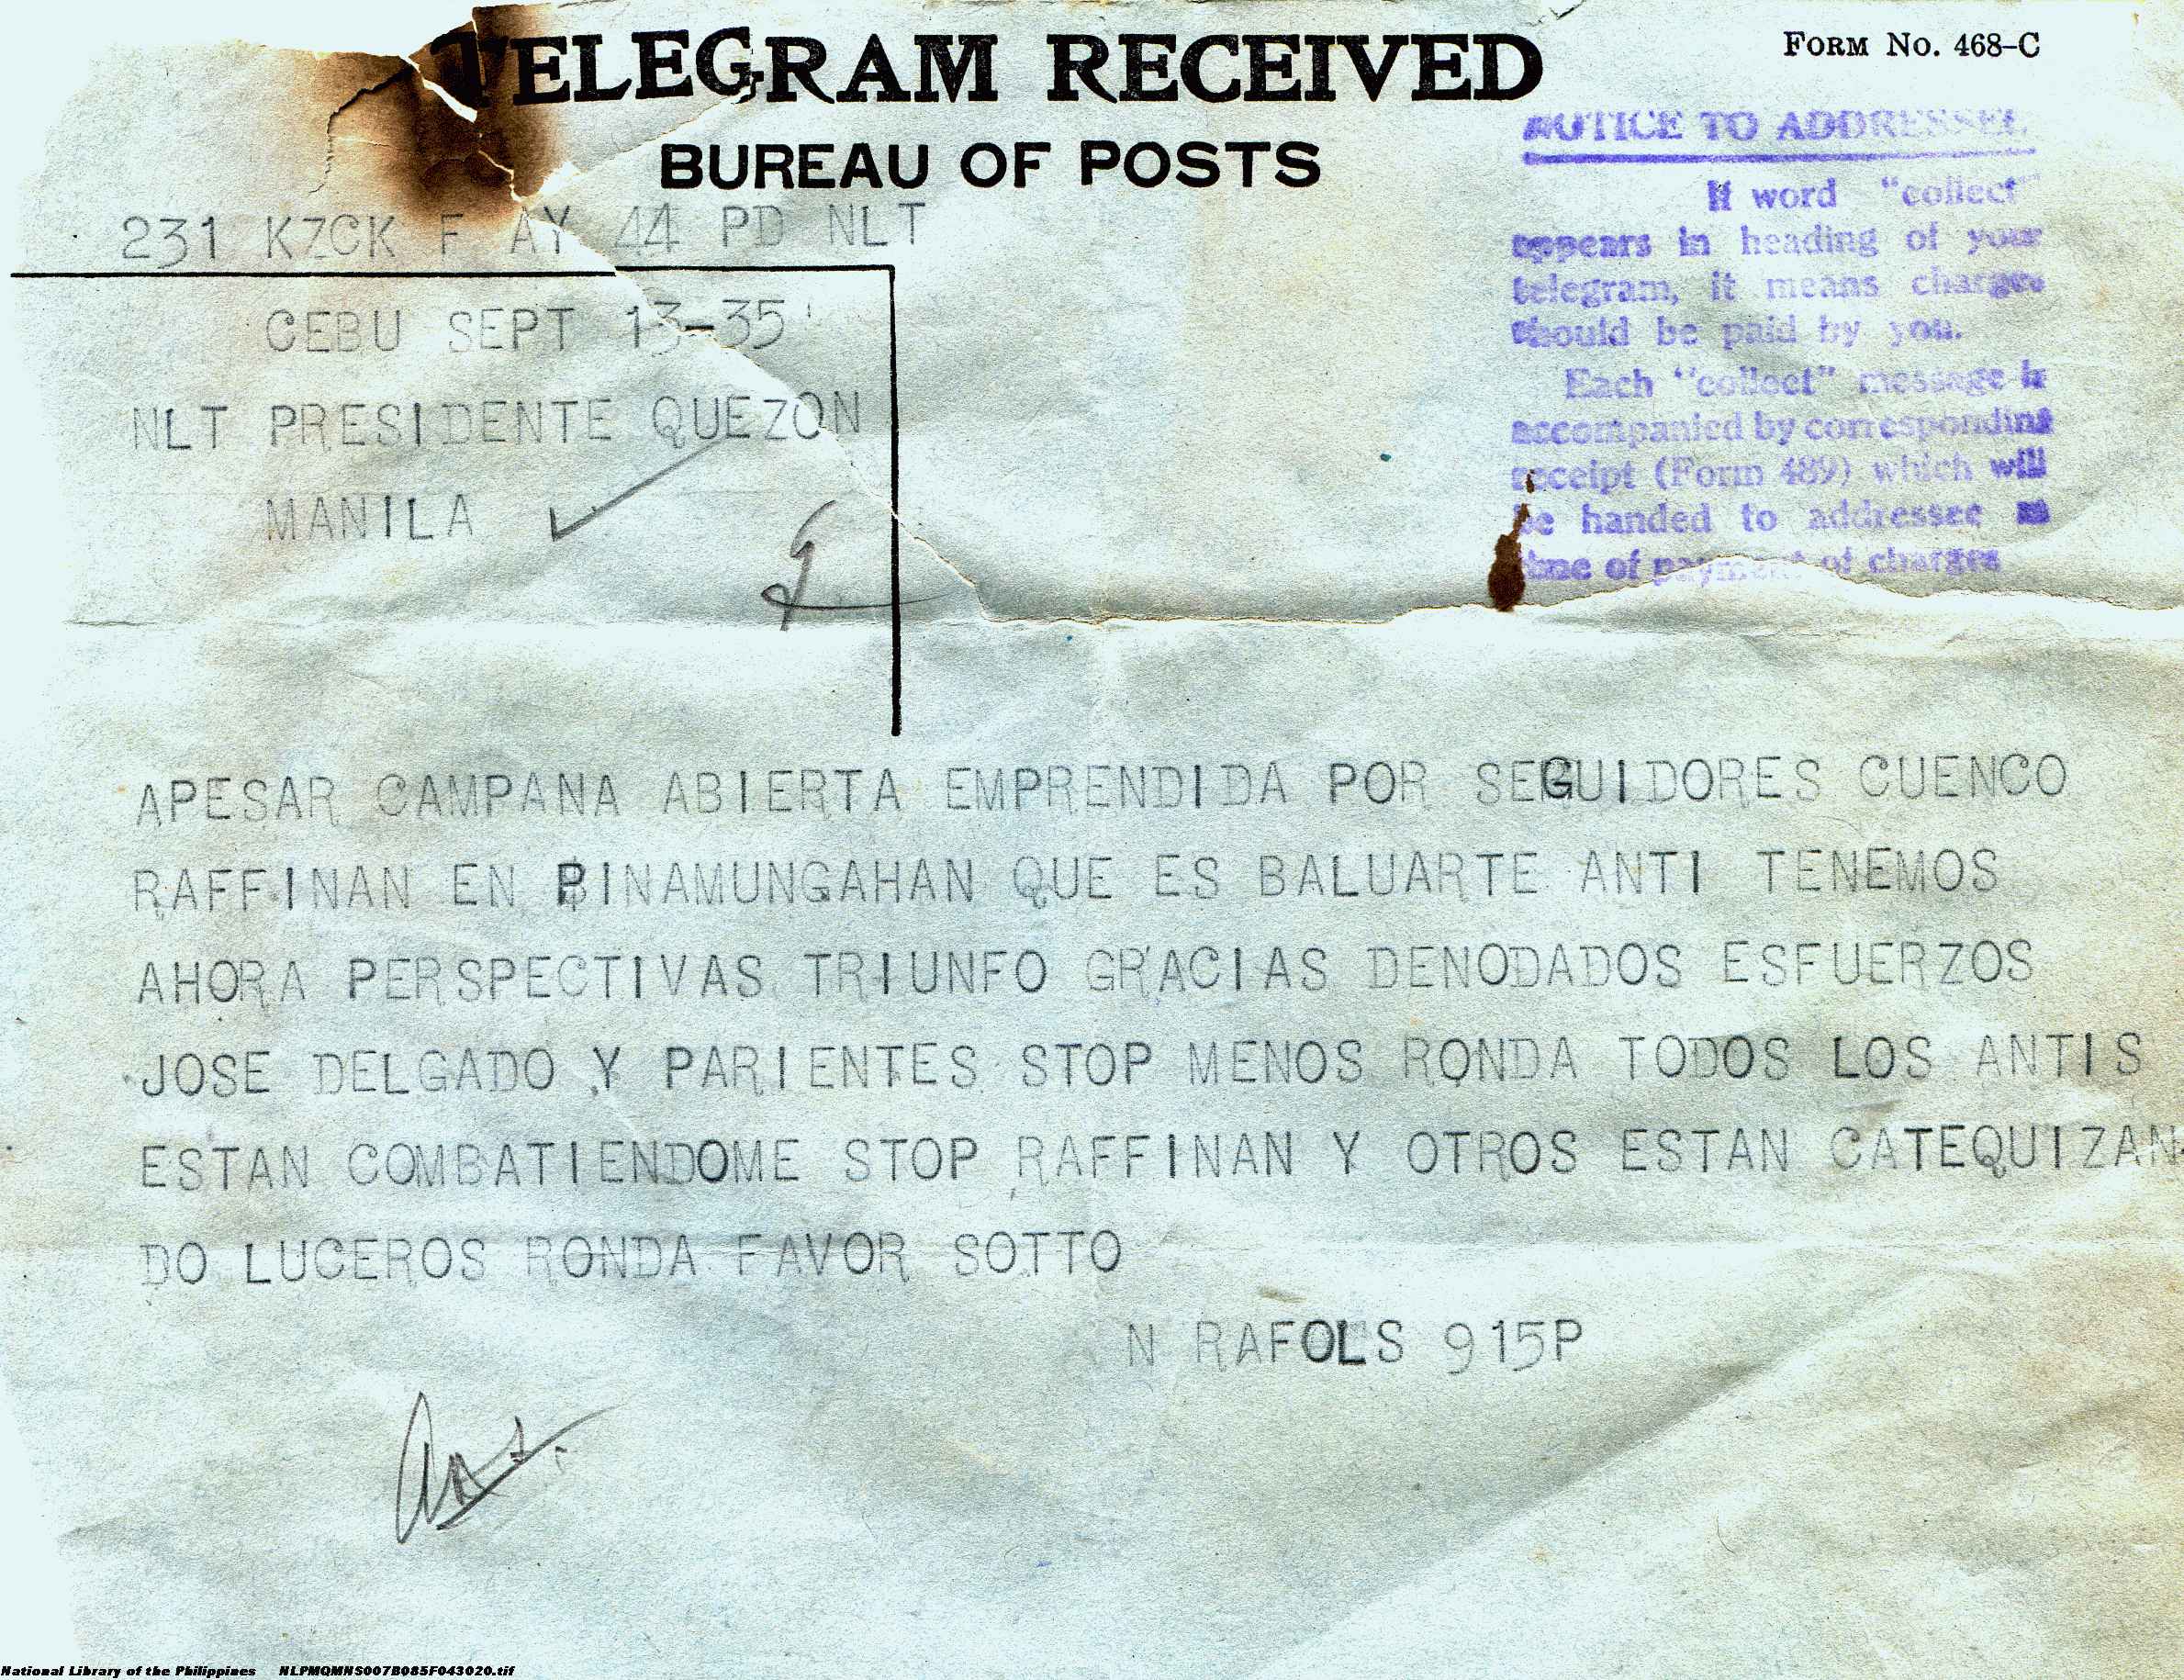 TELEGRAM RECEIVED
FORM NO. 468-C
BUREAU OF POSTS
NOTICE TO ADDRESSEE
If word "collect"
appears in heading of your
telegram, it means charges
should be paid by you.
Each "collect" message is
accompanied by corresponding
receipt (Form 489) which will
be handed to addressee
time of payment of charges
231 KZCK F AY 44 PD NLT
CEBU SEPT 13-35
NLT PRESIDENTE QUEZON
MANILA
APESAR CAMPANA ABIERTA EMPRENDIDA POR SEGUIDORES CUENCO
RAFFINAN EN PINAMUNGAHAN QUE ES BALUARTE ANTI TENEMOS
AHORA PERSPECTIVAS TRIUNFO GRACIAS DENODADOS ESFUERZOS
JOSE DELGADO Y PARIENTES STOP MENOS RONDA TODOS LOS ANTIS
ESTAN COMBATIENDOME STOP RAFFINAN Y OTROS ESTAN CATEQUIZAN-
DO LUCEROS RONDA FAVOR SOTTO
N RAFOLS 915P
National Library of the Philippines NLPMQMNS007B085F043020.tif